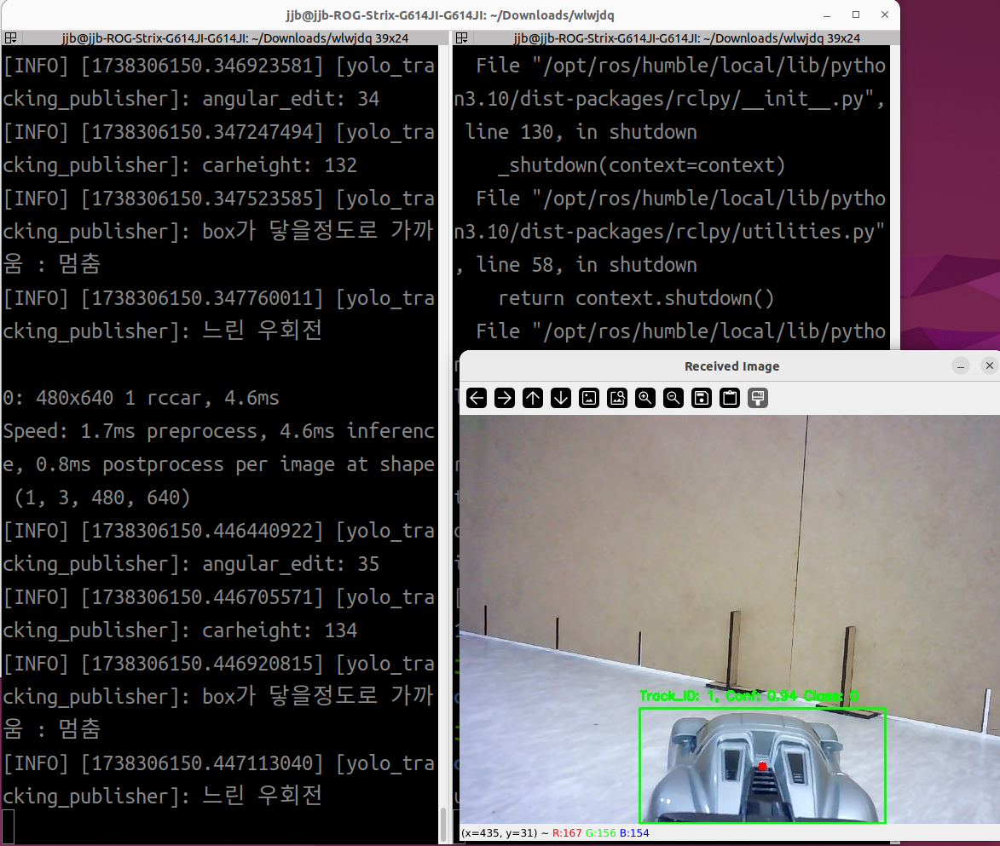 jjb@jjb-ROG-Strix-G614JI-G614JI: ~/Downloads/wlwjdq
jjb@jjb-ROG-Strix-G614JI-G614JI: ~/Downloads/wlwjdq 39x24
[INFO] [1738306150.346923581] [yolo_tra
cking_publisher]: angular_edit: 34
[INFO] [1738306150.347247494] [yolo_tra
cking_publisher]: carheight: 132
[INFO] [1738306150.347523585] [yolo_tra
cking_publisher]: box가 닿을정도로 가까
움 : 멈춤
[INFO] [1738306150.347760011] [yolo_tra
cking_publisher]: 느린 우회전
0: 480x640 1 rccar, 4.6ms
Speed: 1.7ms preprocess, 4.6ms inferenc
e, 0.8ms postprocess per image at shape
(1, 3, 480, 640)
[INFO] [1738306150.446440922] [yolo_tra
cking_publisher]: angular_edit: 35
[INFO] [1738306150.446705571] [yolo_tra
cking_publisher]: carheight: 134
[INFO] [1738306150.446920815] [yolo_tra
cking_publisher]: box가 닿을정도로 가까
움 : 멈춤
[INFO] [1738306150.447113040] [yolo_tra
cking_publisher]: 느린 우회전
jjb@jjb-ROG-Strix-G614JI-G614JI: ~/Downloads/wlwjdq 39x24
File "/opt/ros/humble/local/lib/pytho
n3.10/dist-packages/rclpy/__init__.py",
line 130, in shutdown
_shutdown(context=context)
File "/opt/ros/humble/local/lib/pytho
n3.10/dist-packages/rclpy/utilities.py"
, line 58, in shutdown
return context.shutdown()
File "/opt/ros/humble/local/lib/pytho
Received Image
Track_ID: 1, Conf: 0.94 Class: 0
(x=435, y=31) ~ R:167 G:156 B:154